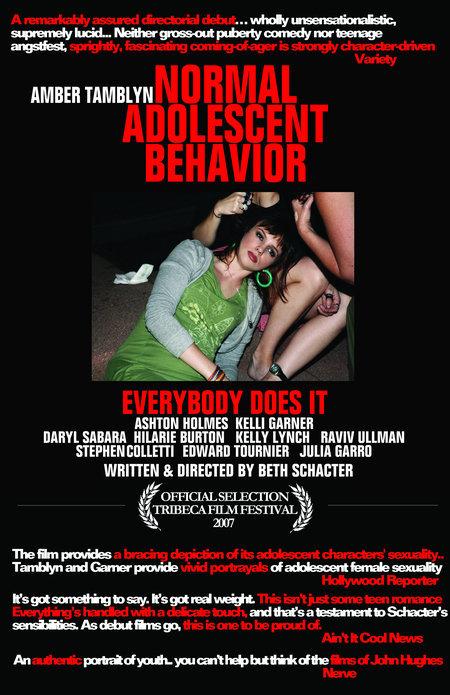 A remarkably assured directorial debut... wholly unsensationalistic,
supremely lucid... Neither gross-out puberty comedy nor teenage
angstfest, sprightly, fascinating coming-of-ager is strongly character-driven
Variety
AMBER TAMBLYN NORMAL
ADOLESCENT
BEHAVIOR
EVERYBODY DOES IT
ASHTON HOLMES KELLI GARNER
DARYL SABARA HILARIE BURTON KELLY LYNCH RAVIV ULLMAN
STEPHEN COLLETTI EDWARD TOURNIER JULIA GARRO
WRITTEN & DIRECTED BY BETH SCHACTER
OFFICIAL SELECTION
TRIBECA FILM FESTIVAL
2007
The film provides a bracing depiction of its adolescent characters' sexuality..
Tamblyn and Garner provide vivid portrayals of adolescent female sexuality
Hollywood Reporter
It's got something to say. It's got real weight. This isn't just some teen romance
Everything's handled with a delicate touch, and that's a testament to Schacter's
sensibilities. As debut films go, this is one to be proud of.
Ain't It Cool News
An authentic portrait of youth.. you can't help but think of the films of John Hughes
Nerve